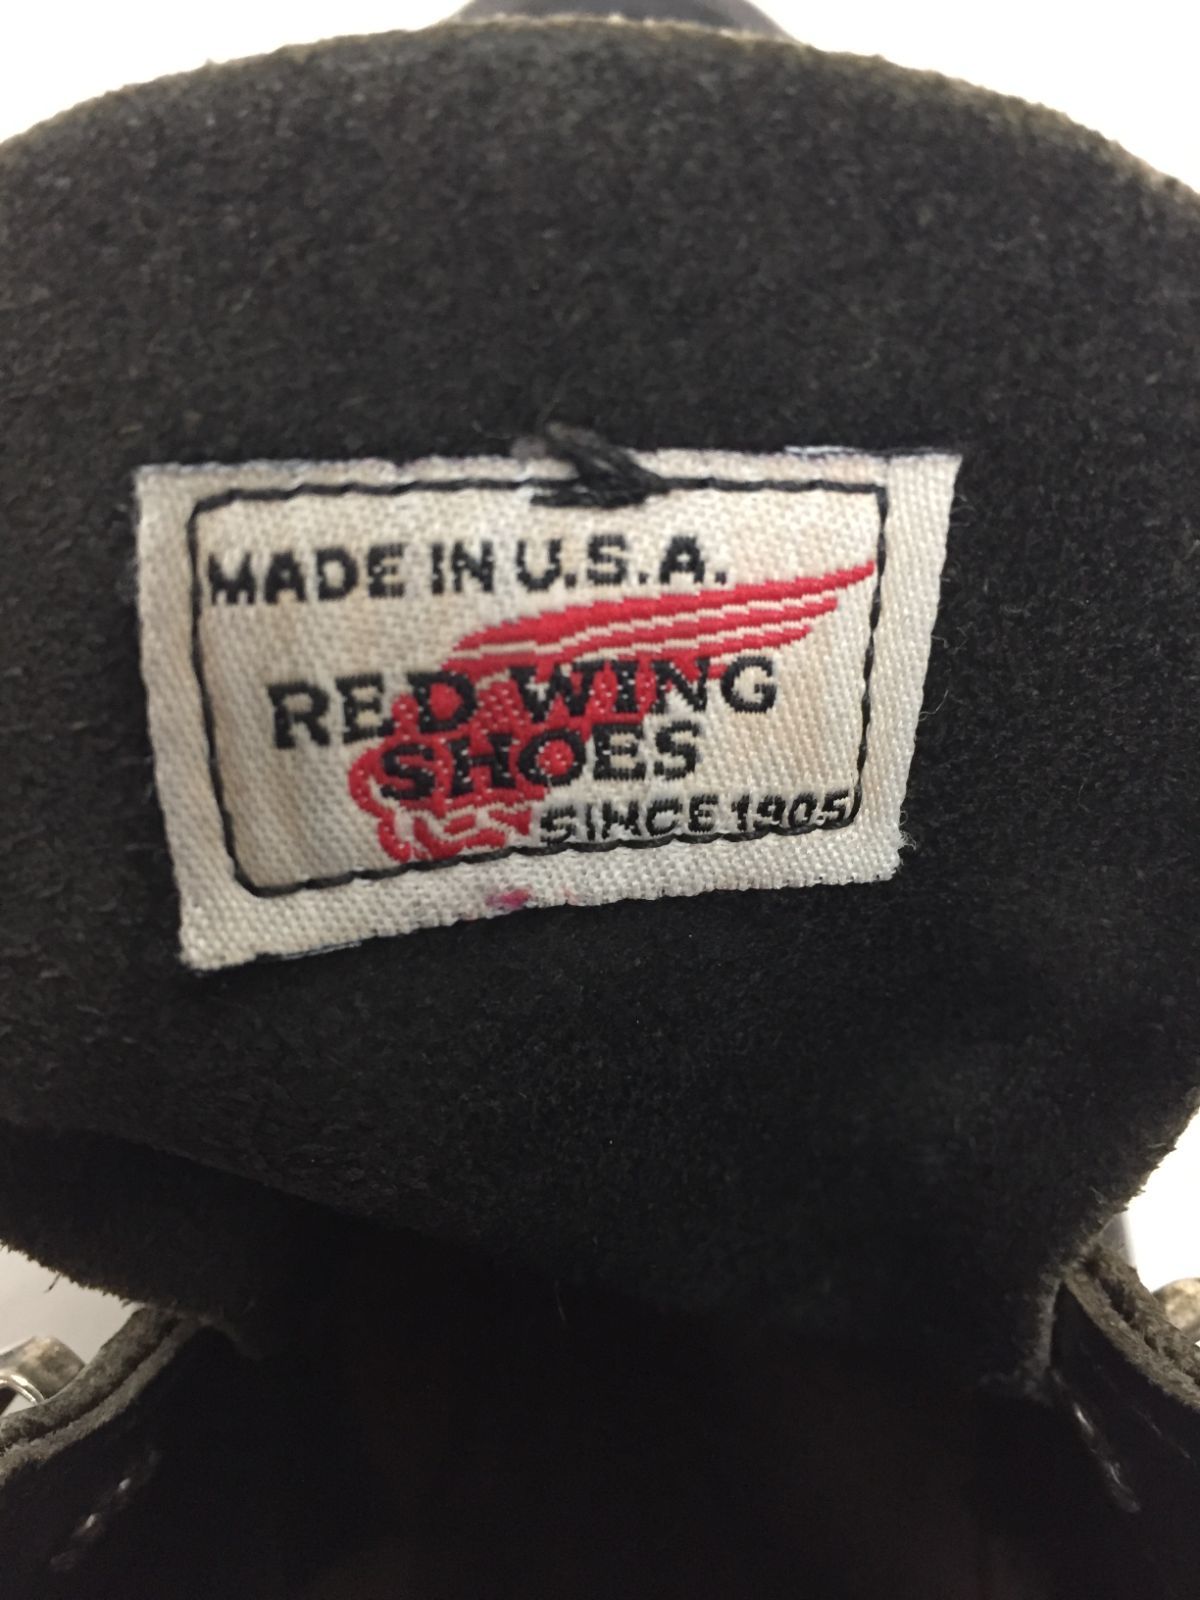 MADE IN U.S.A.
RED WING
SHOES
SINCE 1905